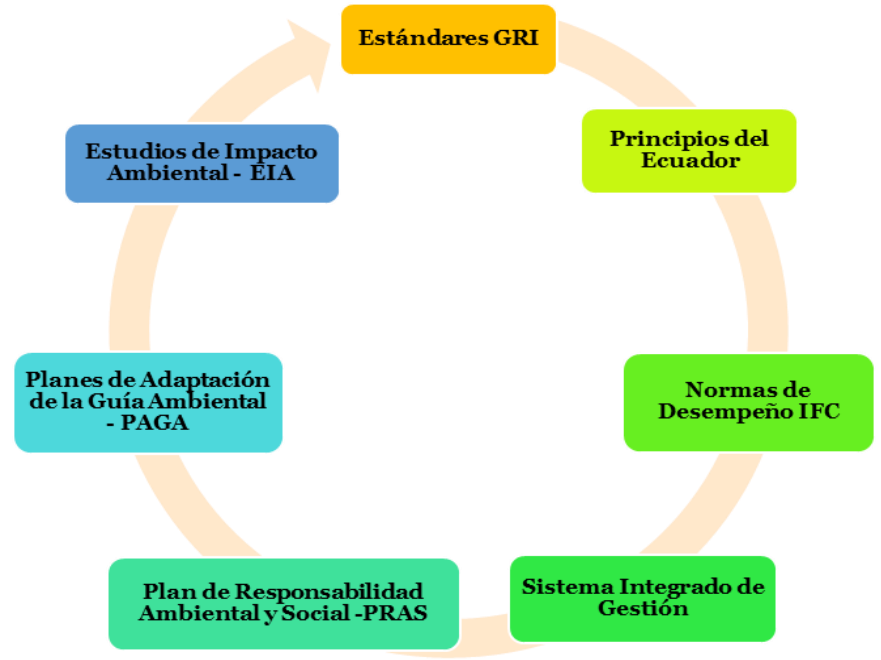 Estándares GRI
Principios del
Ecuador
Normas de
Desempeño IFC
Sistema Integrado de
Gestión
Plan de Responsabilidad
Ambiental y Social -PRAS
Planes de Adaptación
de la Guía Ambiental
- PAGA
Estudios de Impacto
Ambiental - EIA